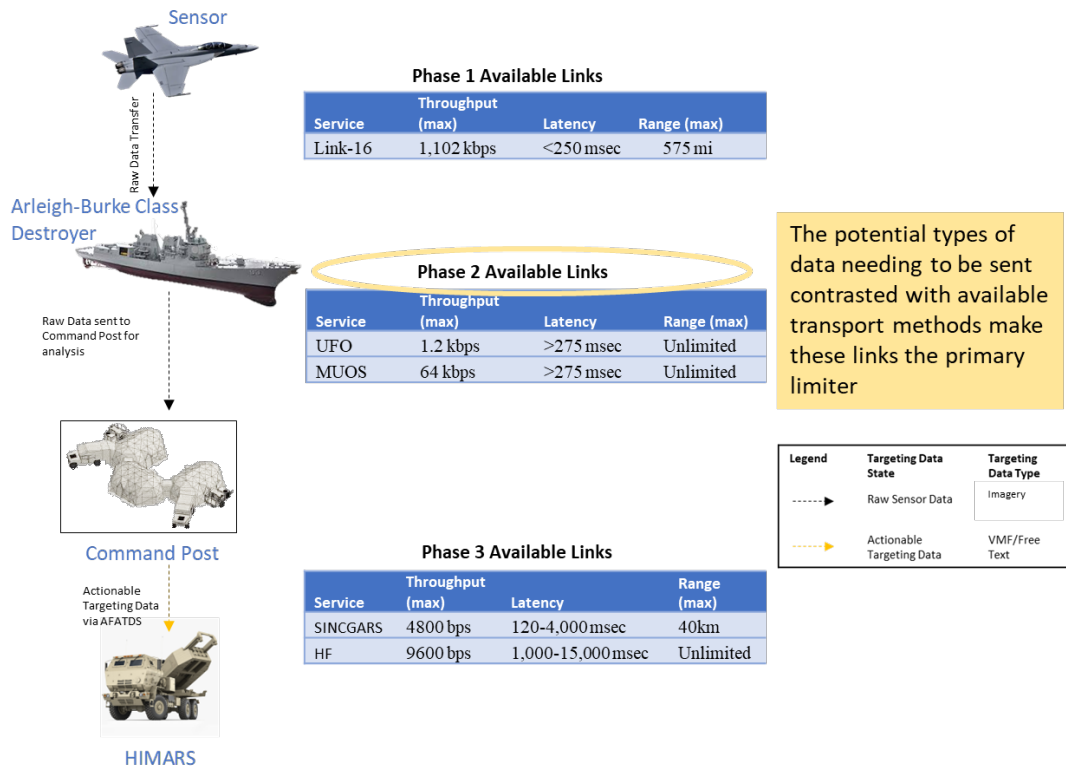 Sensor
Raw Data Transfer
Phase 1 Available Links
Throughput
Service (max) Latency Range (max)
Link-16 1,102 kbps <250 msec 575 mi
Arleigh-Burke Class
Destroyer
Phase 2 Available Links
Throughput
Service (max) Latency Range (max)
UFO 1.2 kbps >275 msec Unlimited
MUOS 64 kbps >275 msec Unlimited
The potential types of
data needing to be sent
contrasted with available
transport methods make
these links the primary
limiter
Raw Data sent to
Command Post for
analysis
Legend Targeting Data Targeting
State Data Type
Raw Sensor Data Imagery
Actionable VMF/Free
Targeting Data Text
Command Post
Actionable
Targeting Data
via AFATDS
Phase 3 Available Links
Throughput Range
Service (max) Latency (max)
SINCGARS 4800 bps 120-4,000 msec 40km
HF 9600 bps 1,000-15,000 msec Unlimited
HIMARS